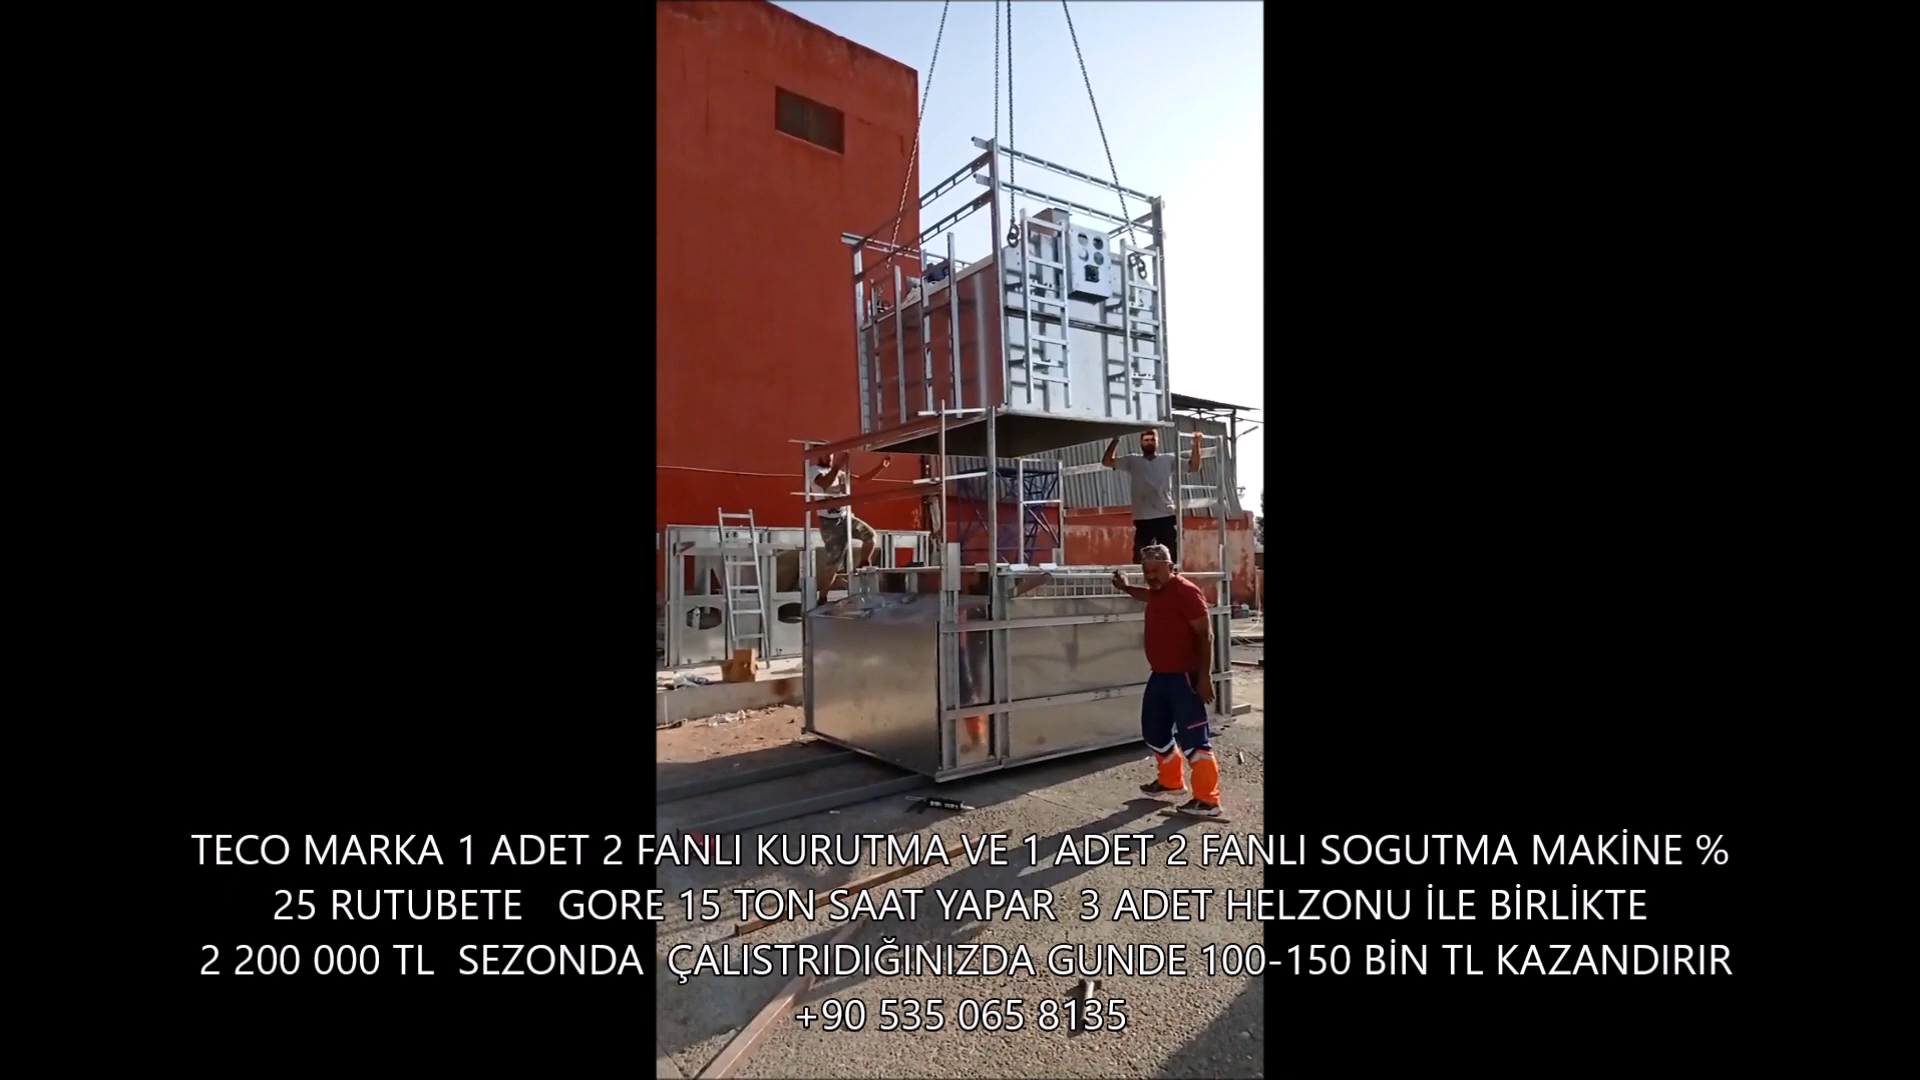 TECO MARKA 1 ADET 2 FANLI KURUTMA VE 1 ADET 2 FANLI SOGUTMA MAKİNE %
25 RUTUBETE GORE 15 TON SAAT YAPAR 3 ADET HELZONU İLE BİRLİKTE
2 200 000 TL SEZONDA ÇALISTRIDIĞINIZDA GUNDE 100-150 BİN TL KAZANDIRIR
+90 535 065 8135